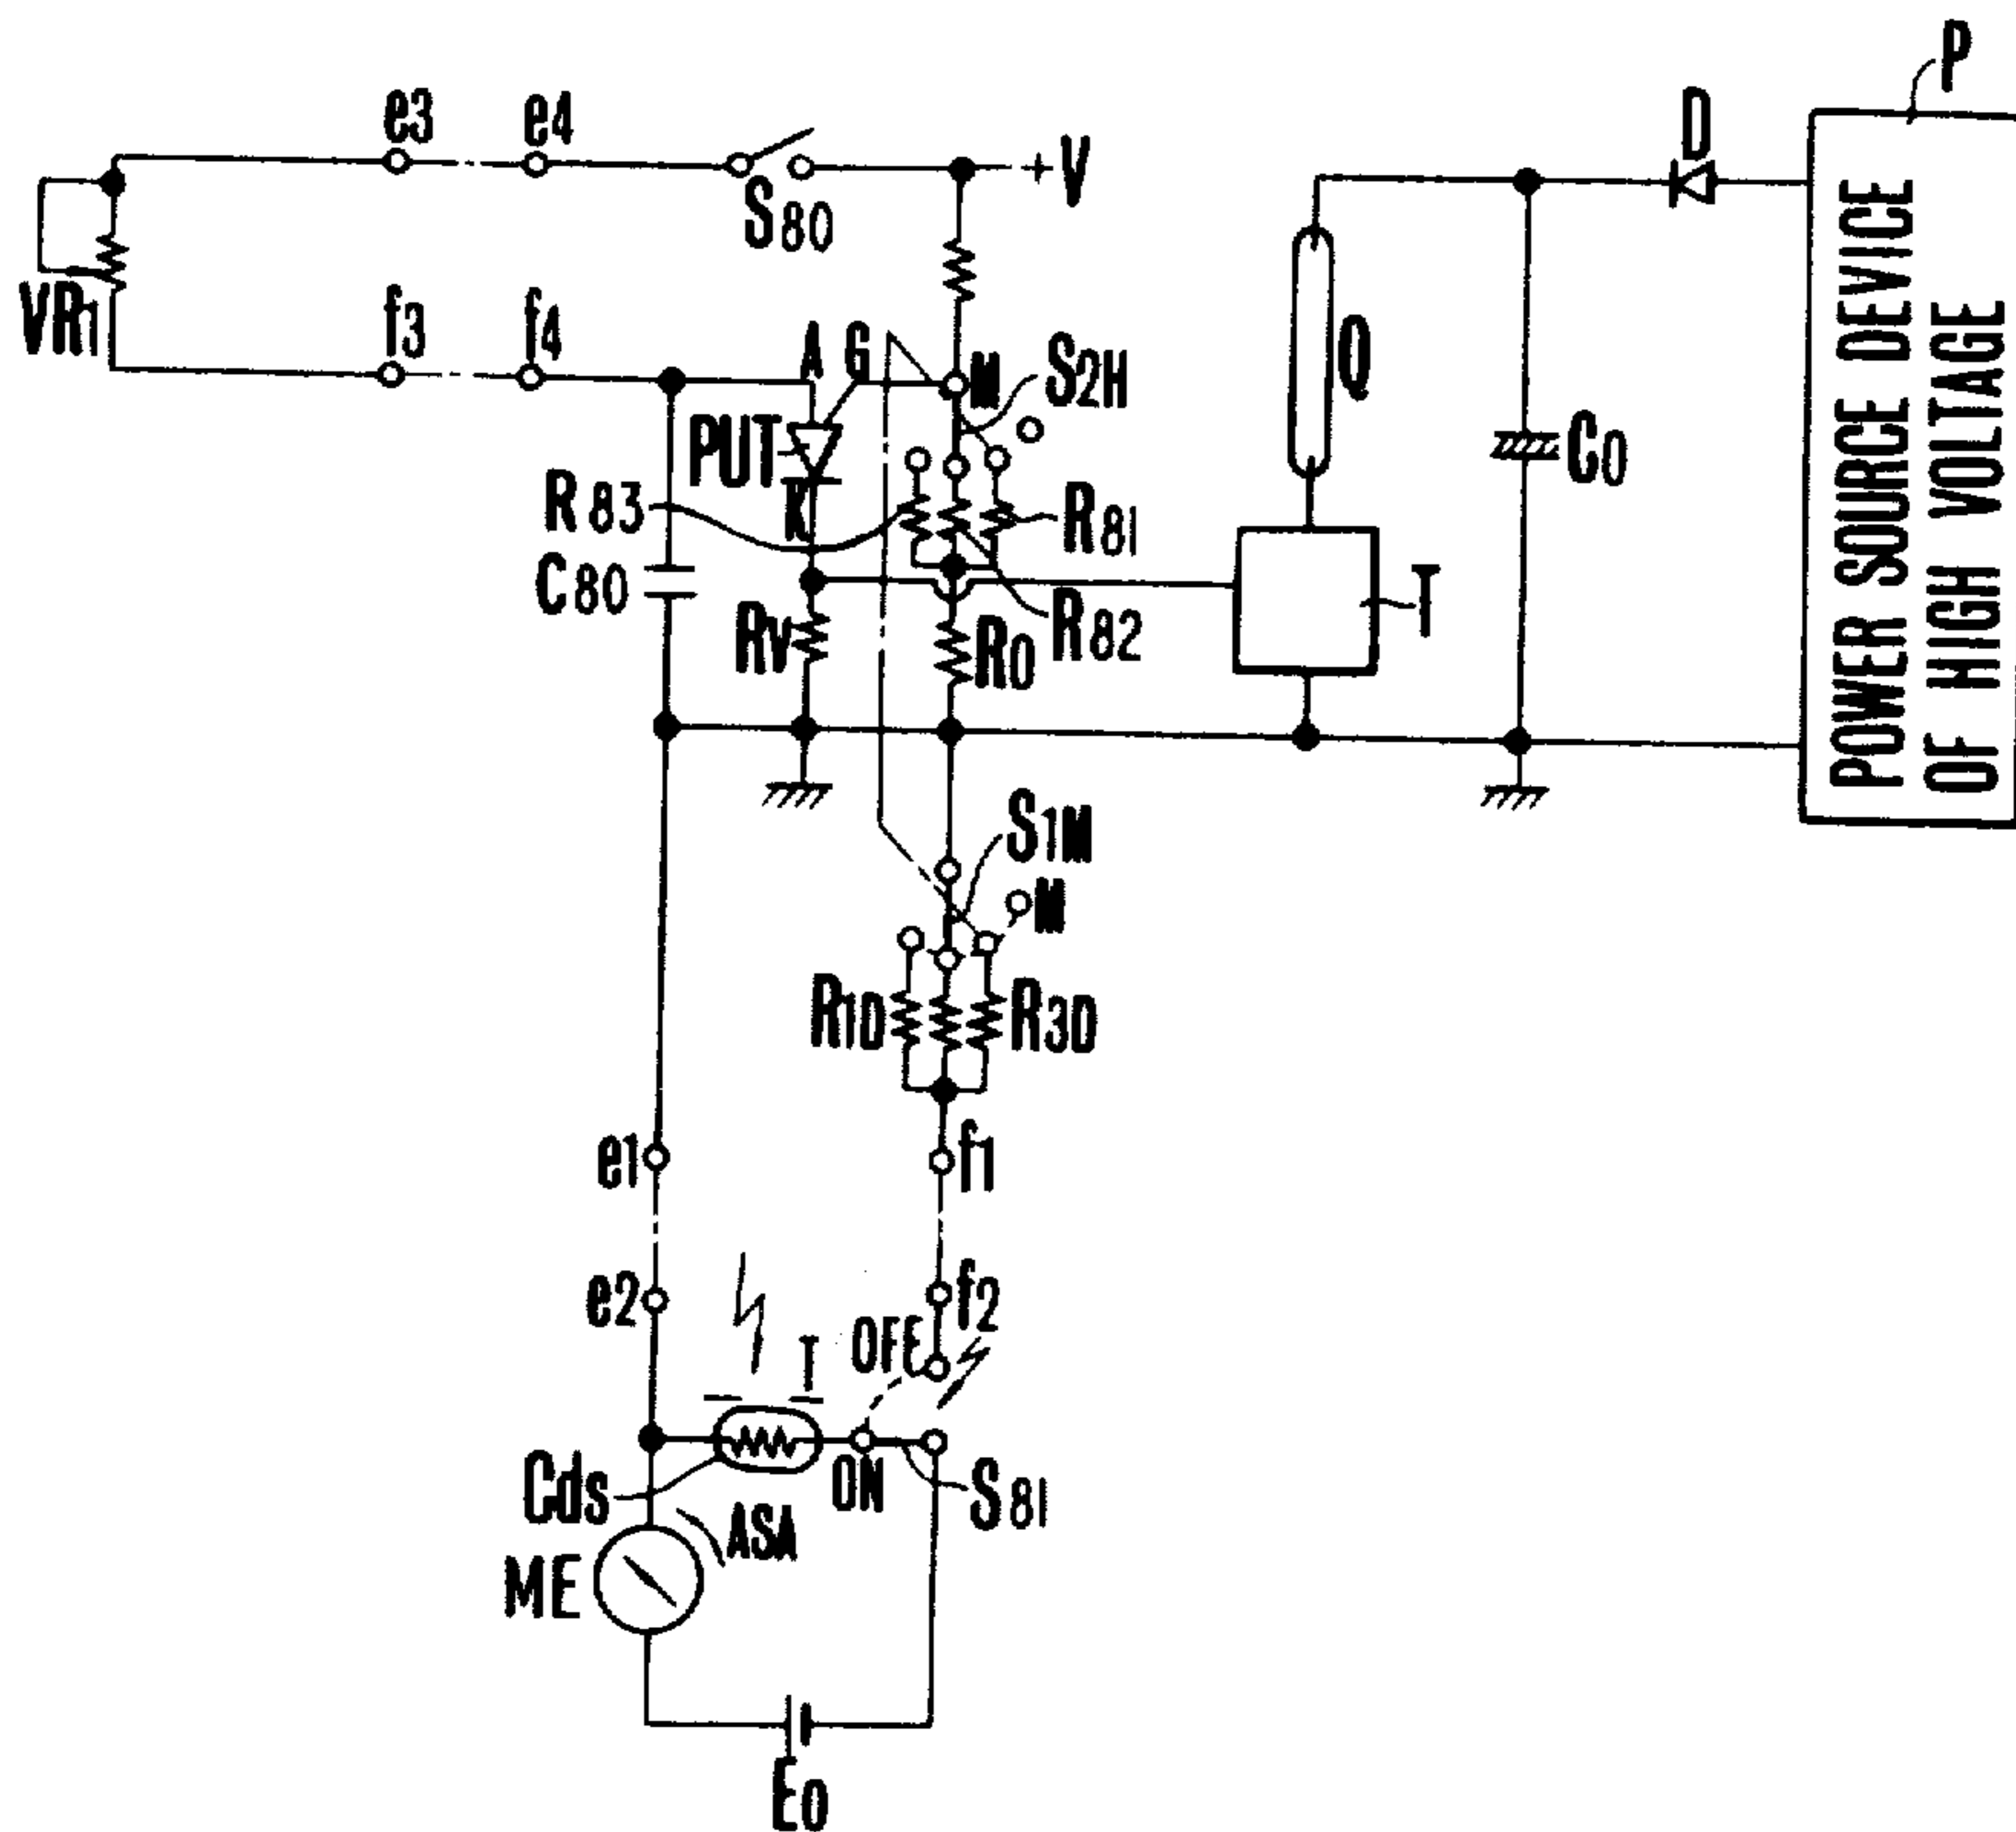 P
D
e3
e4
+V
S80
VR1
f3
f4
A
G
M
S2H
Q
PUT
C0
R83
K
R81
C80
T
RV
R0
R82
POWER SOURCE DEVICE
OF HIGH VOLTAGE
S1M
M
R1D
R3D
e1
f1
e2
f2
T
OFF
Cds
ON
S81
ASA
ME
E0